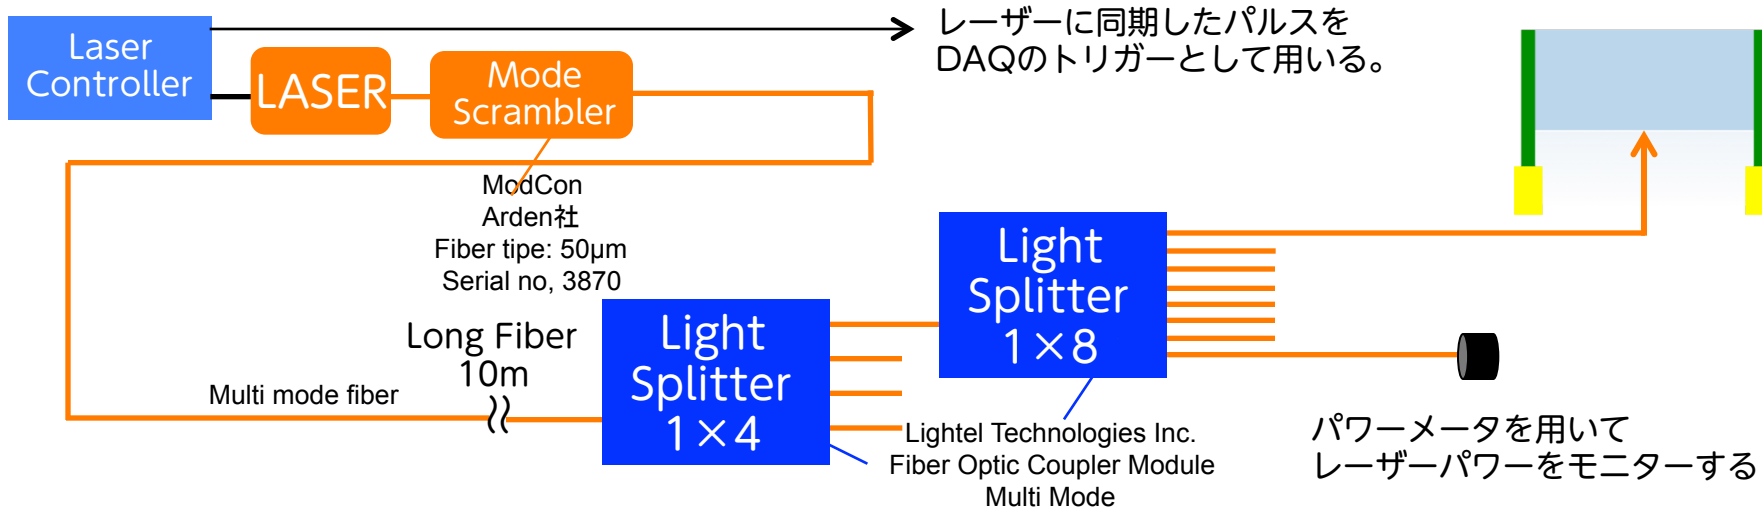 Laser
Controller
LASER
Mode
Scrambler
レーザーに同期したパルスを
DAQのトリガーとして用いる。
ModCon
Arden社
Fiber tipe: 50μm
Serial no, 3870
Long Fiber
10m
Multi mode fiber
Light
Splitter
1×4
Light
Splitter
1×8
Lightel Technologies Inc.
Fiber Optic Coupler Module
Multi Mode
パワーメータを用いて
レーザーパワーをモニターする